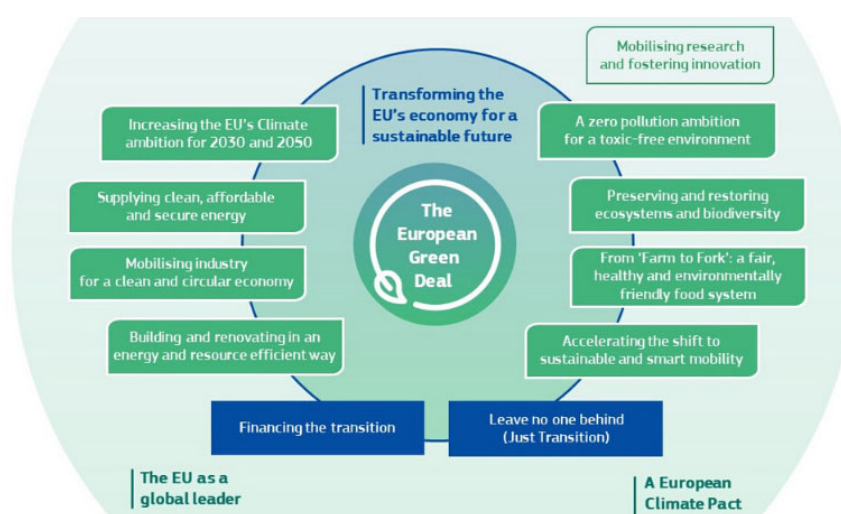 Mobilising research
and fostering innovation
Transforming the
EU's economy for a
sustainable future
Increasing the EU's Climate
ambition for 2030 and 2050
A zero pollution ambition
for a toxic-free environment
Supplying clean, affordable
and secure energy
Preserving and restoring
ecosystems and biodiversity
The
European
Green
Deal
Mobilising industry
for a clean and circular economy
From ‘Farm to Fork’: a fair,
healthy and environmentally
friendly food system
Building and renovating in an
energy and resource efficient way
Accelerating the shift to
sustainable and smart mobility
Financing the transition
Leave no one behind
(Just Transition)
The EU as a
global leader
A European
Climate Pact